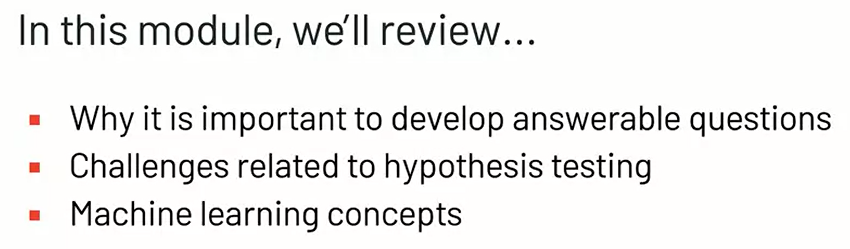 In this module, we'll review...
Why it is important to develop answerable questions
Challenges related to hypothesis testing
Machine learning concepts